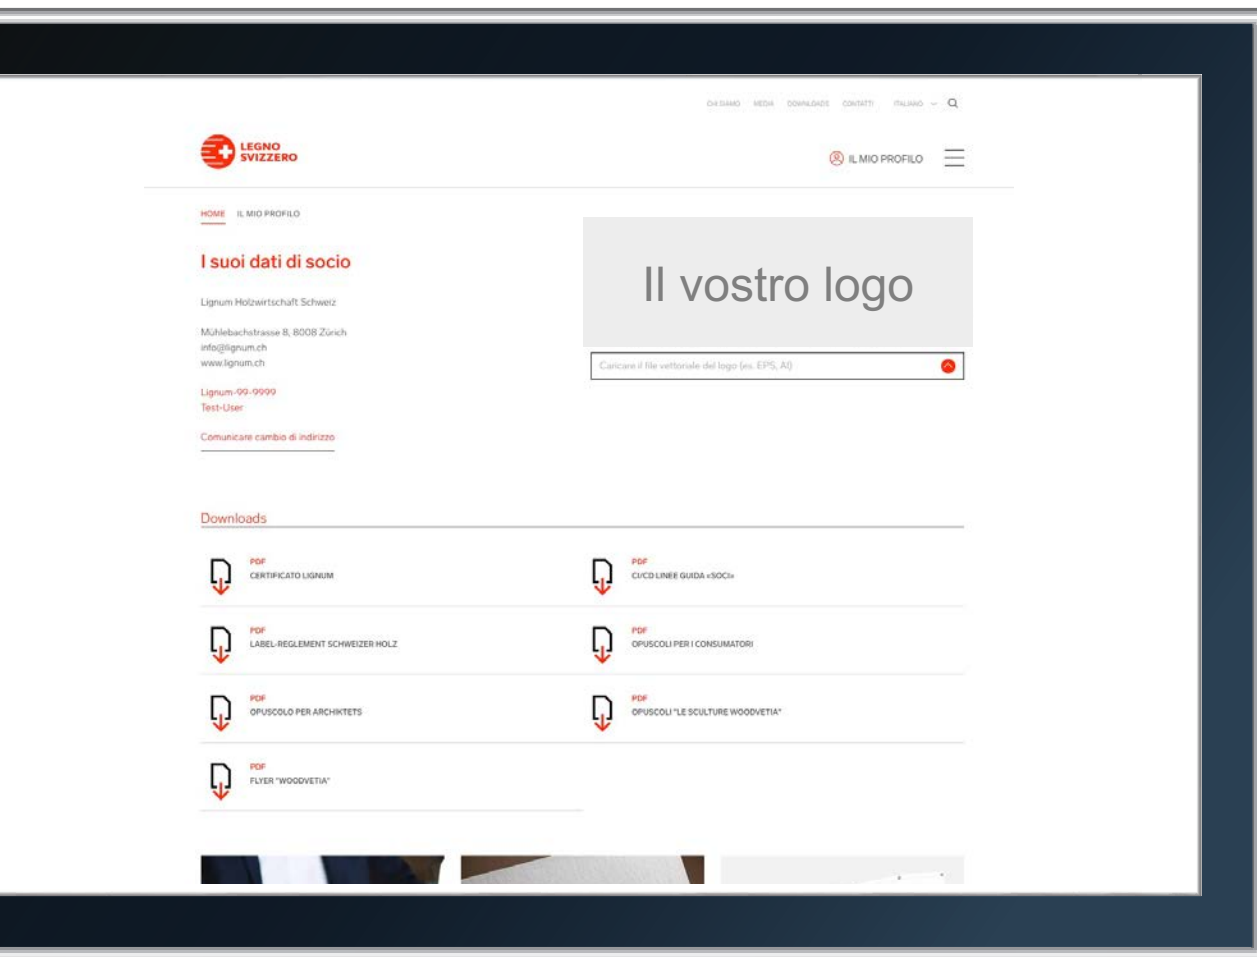 CHI SIAMO MEDIA DOWNLOADS CONTATTI ITALIANO
LEGNO
SVIZZERO
IL MIO PROFILO
HOME IL MIO PROFILO
I suoi dati di socio
Il vostro logo
Lignum Holzwirtschaft Schweiz
Mühlebachstrasse 8, 8008 Zürich
info@lignum.ch
www.lignum.ch
Caricare il file vettoriale del logo (es. EPS, AI)
Lignum-99-9999
Test-User
Comunicare cambio di indirizzo
Downloads
PDF
CERTIFICATO LIGNUM
PDF
CI/CD LINEE GUIDA «SOCI»
PDF
LABEL-REGLEMENT SCHWEIZER HOLZ
PDF
OPUSCOLI PER I CONSUMATORI
PDF
OPUSCOLO PER ARCHIKTETS
PDF
OPUSCOLI "LE SCULTURE WOODVETIA"
PDF
FLYER "WOODVETIA"